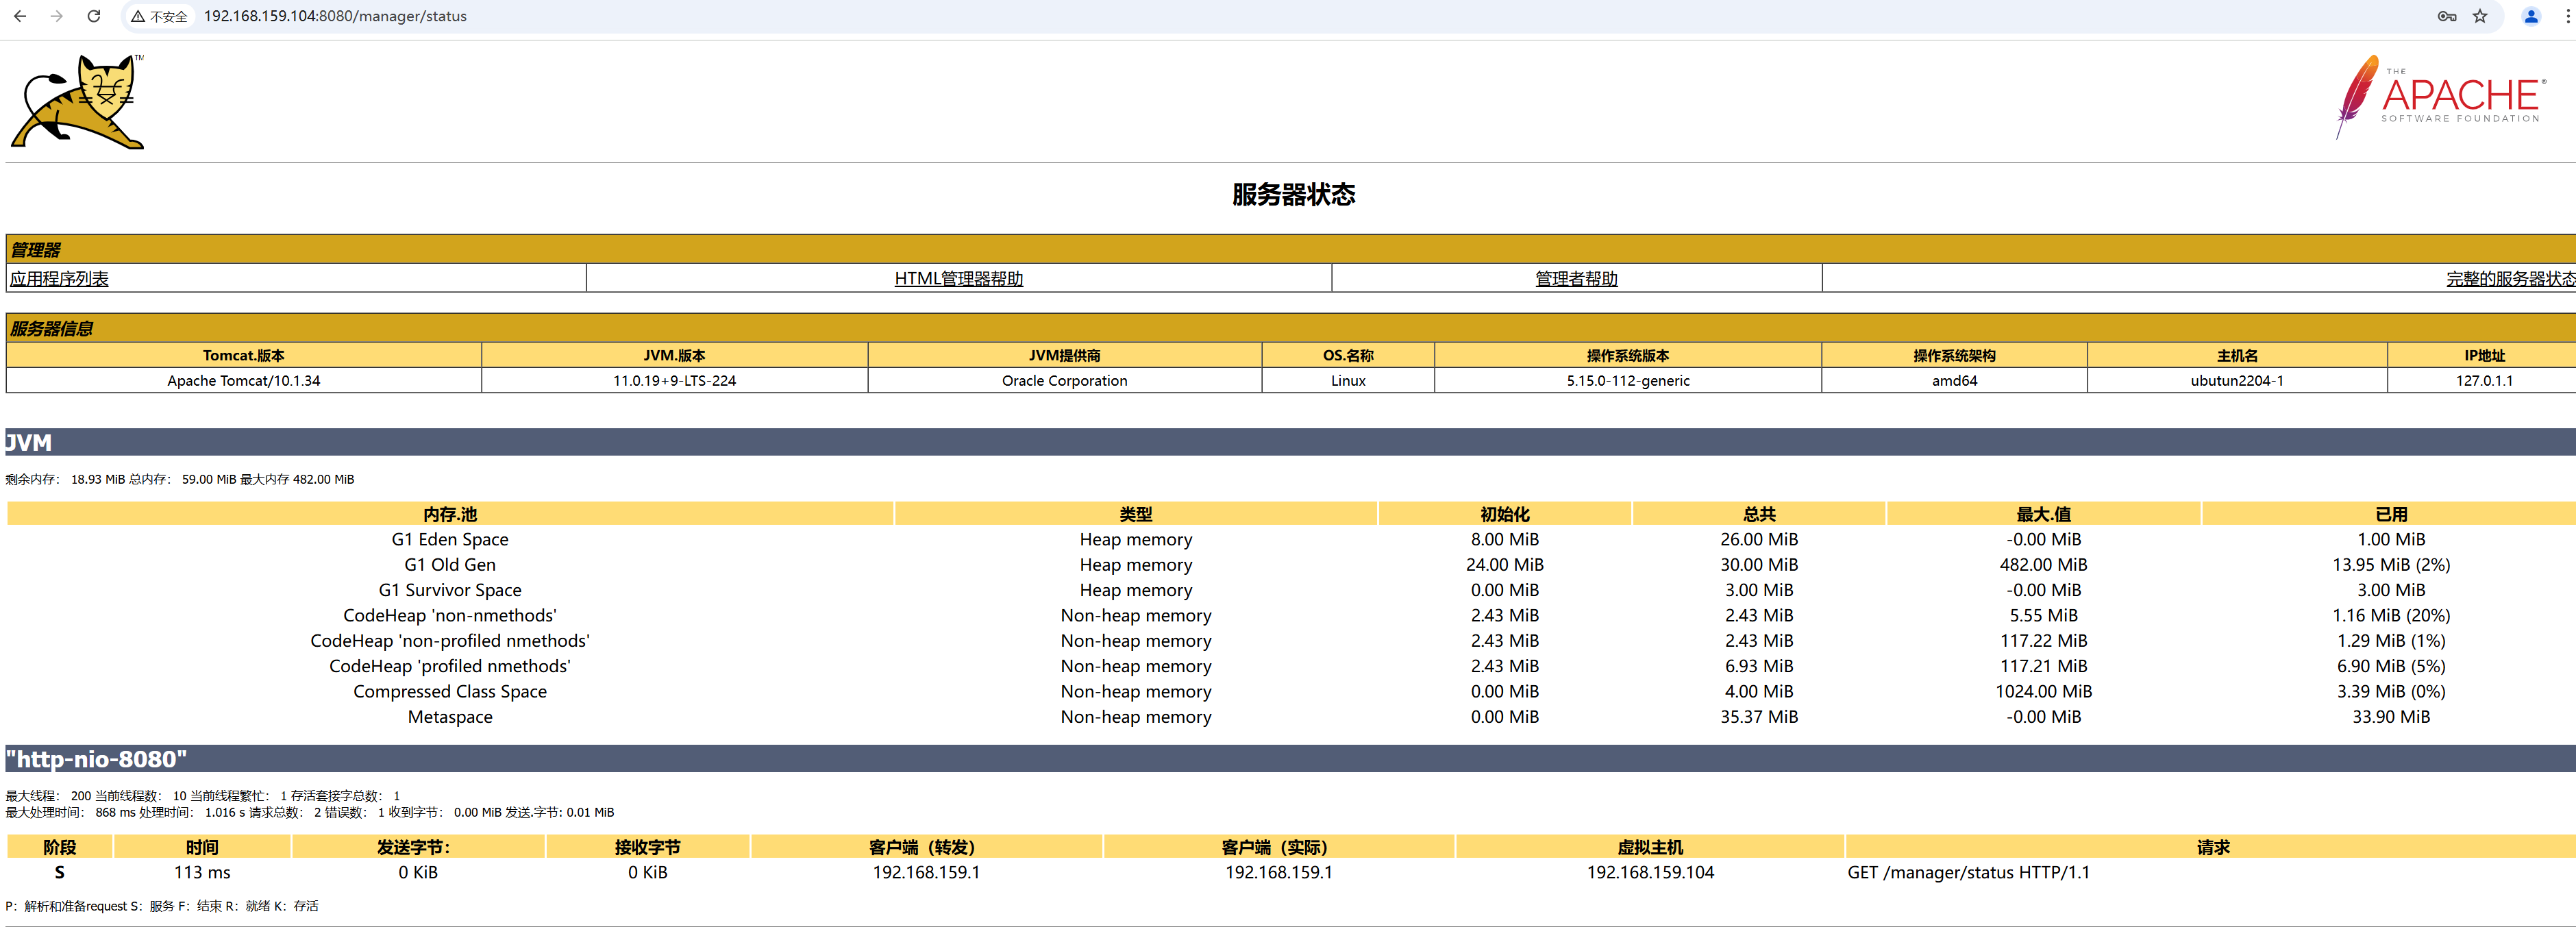 不安全 192.168.159.104:8080/manager/status
TM
THE
APACHE®
SOFTWARE FOUNDATION
服务器状态
管理器
应用程序列表 HTML管理器帮助 管理者帮助 完整的服务器状态
服务器信息
Tomcat.版本 JVM.版本 JVM提供商 OS.名称 操作系统版本 操作系统架构 主机名 IP地址
Apache Tomcat/10.1.34 11.0.19+9-LTS-224 Oracle Corporation Linux 5.15.0-112-generic amd64 ubutun2204-1 127.0.1.1
JVM
剩余内存： 18.93 MiB 总内存： 59.00 MiB 最大内存 482.00 MiB
内存.池 类型 初始化 总共 最大.值 已用
G1 Eden Space Heap memory 8.00 MiB 26.00 MiB -0.00 MiB 1.00 MiB
G1 Old Gen Heap memory 24.00 MiB 30.00 MiB 482.00 MiB 13.95 MiB (2%)
G1 Survivor Space Heap memory 0.00 MiB 3.00 MiB -0.00 MiB 3.00 MiB
CodeHeap 'non-nmethods' Non-heap memory 2.43 MiB 2.43 MiB 5.55 MiB 1.16 MiB (20%)
CodeHeap 'non-profiled nmethods' Non-heap memory 2.43 MiB 2.43 MiB 117.22 MiB 1.29 MiB (1%)
CodeHeap 'profiled nmethods' Non-heap memory 2.43 MiB 6.93 MiB 117.21 MiB 6.90 MiB (5%)
Compressed Class Space Non-heap memory 0.00 MiB 4.00 MiB 1024.00 MiB 3.39 MiB (0%)
Metaspace Non-heap memory 0.00 MiB 35.37 MiB -0.00 MiB 33.90 MiB
"http-nio-8080"
最大线程： 200 当前线程数： 10 当前线程繁忙： 1 存活套接字总数： 1
最大处理时间： 868 ms 处理时间： 1.016 s 请求总数： 2 错误数： 1 收到字节： 0.00 MiB 发送.字节: 0.01 MiB
阶段 时间 发送字节： 接收字节 客户端（转发） 客户端（实际） 虚拟主机 请求
S 113 ms 0 KiB 0 KiB 192.168.159.1 192.168.159.1 192.168.159.104 GET /manager/status HTTP/1.1
P：解析和准备request S：服务 F：结束 R：就绪 K：存活